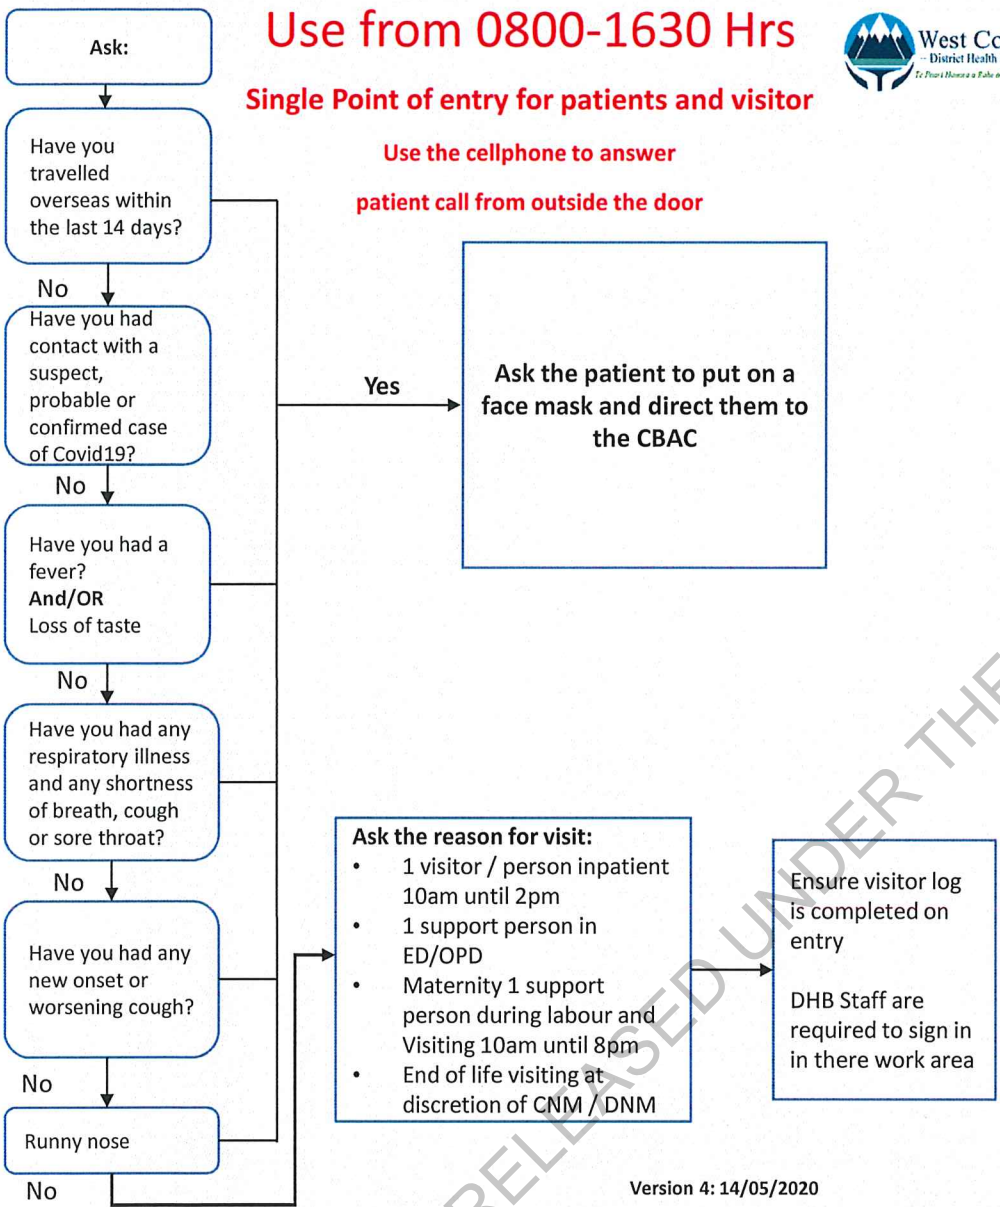 Use from 0800-1630 Hrs
West Co
District Health
Single Point of entry for patients and visitor
Use the cellphone to answer
patient call from outside the door
Ask:
Have you
travelled
overseas within
the last 14 days?
No
Have you had
contact with a
suspect,
probable or
confirmed case
of Covid19?
Yes
Ask the patient to put on a
face mask and direct them to
the CBAC
No
Have you had a
fever?
And/OR
Loss of taste
No
Have you had any
respiratory illness
and any shortness
of breath, cough
or sore throat?
No
Have you had any
new onset or
worsening cough?
No
Runny nose
No
Ask the reason for visit:
• 1 visitor / person inpatient
10am until 2pm
• 1 support person in
ED/OPD
• Maternity 1 support
person during labour and
Visiting 10am until 8pm
• End of life visiting at
discretion of CNM / DNM
Ensure visitor log
is completed on
entry
DHB Staff are
required to sign in
in there work area
RELEASED UNDER THE
Version 4: 14/05/2020